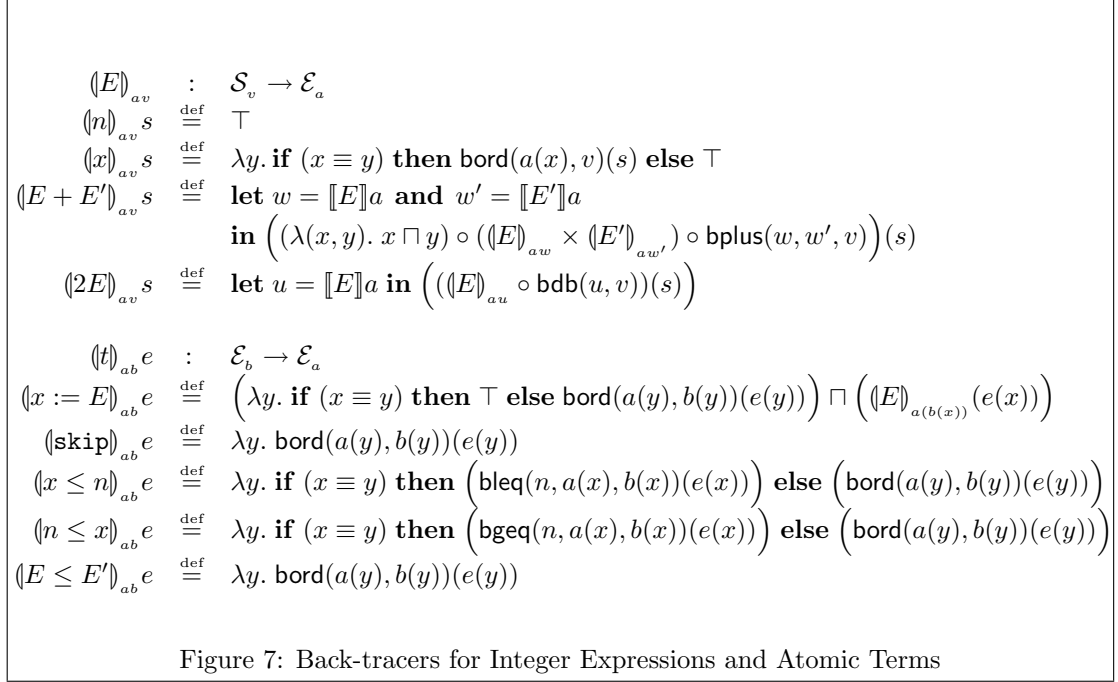 ⦇E⦈_{av} : 𝒮_v → ℰ_a
⦇n⦈_{av} s ≝ ⊤
⦇x⦈_{av} s ≝ λy. if (x ≡ y) then bord(a(x), v)(s) else ⊤
⦇E + E′⦈_{av} s ≝ let w = ⟦E⟧a and w′ = ⟦E′⟧a
in ((λ(x, y). x ⊓ y) ∘ (⦇E⦈_{aw} × ⦇E′⦈_{aw′}) ∘ bplus(w, w′, v))(s)
⦇2E⦈_{av} s ≝ let u = ⟦E⟧a in ((⦇E⦈_{au} ∘ bdb(u, v))(s))
⦇t⦈_{ab} e : ℰ_b → ℰ_a
⦇x := E⦈_{ab} e ≝ (λy. if (x ≡ y) then ⊤ else bord(a(y), b(y))(e(y))) ⊓ (⦇E⦈_{a(b(x))}(e(x)))
⦇skip⦈_{ab} e ≝ λy. bord(a(y), b(y))(e(y))
⦇x ≤ n⦈_{ab} e ≝ λy. if (x ≡ y) then (bleq(n, a(x), b(x))(e(x))) else (bord(a(y), b(y))(e(y)))
⦇n ≤ x⦈_{ab} e ≝ λy. if (x ≡ y) then (bgeq(n, a(x), b(x))(e(x))) else (bord(a(y), b(y))(e(y)))
⦇E ≤ E′⦈_{ab} e ≝ λy. bord(a(y), b(y))(e(y))
Figure 7: Back-tracers for Integer Expressions and Atomic Terms